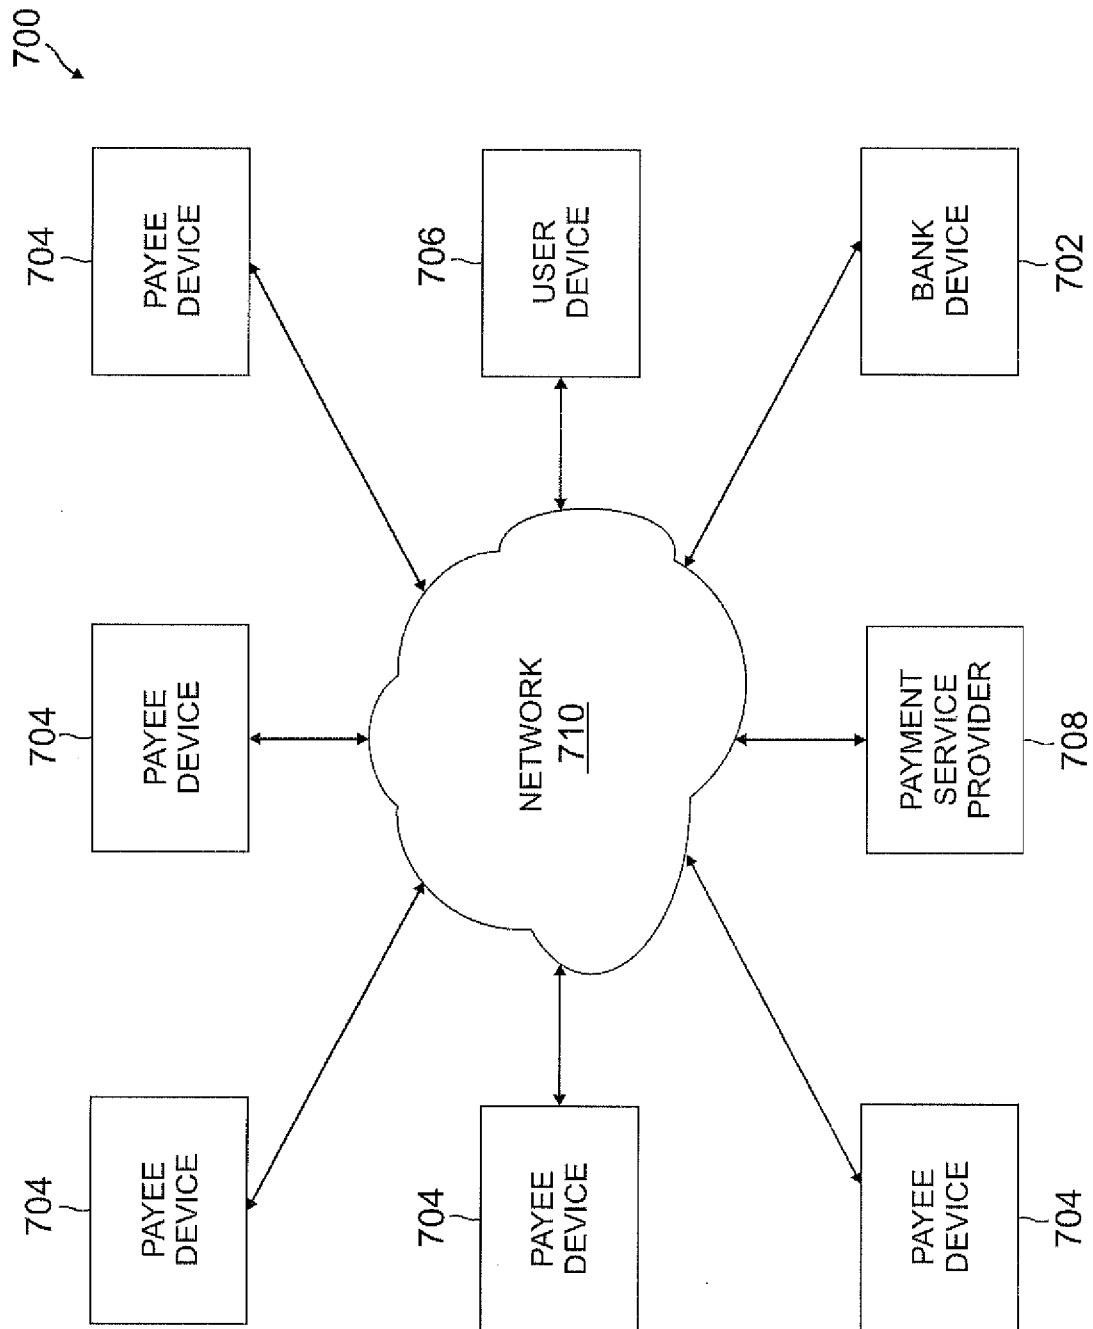 700
704
PAYEE
DEVICE
704
PAYEE
DEVICE
704
PAYEE
DEVICE
704
PAYEE
DEVICE
NETWORK
710
706
USER
DEVICE
PAYEE
DEVICE
704
PAYMENT
SERVICE
PROVIDER
708
BANK
DEVICE
702